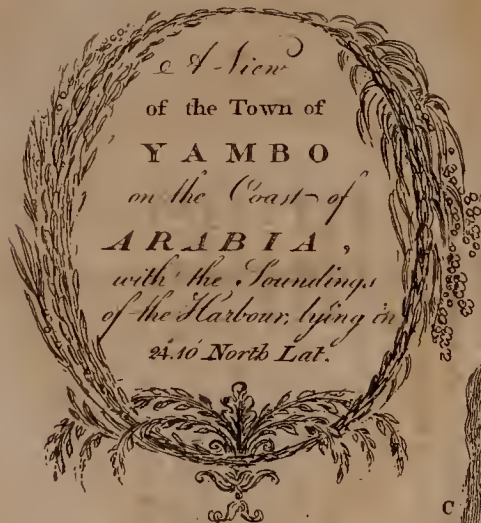 A View
of the Town of
YAMBO
on the Coast of
ARABIA,
with the Soundings
of the Harbour, lying in
24.10 North Lat.
C